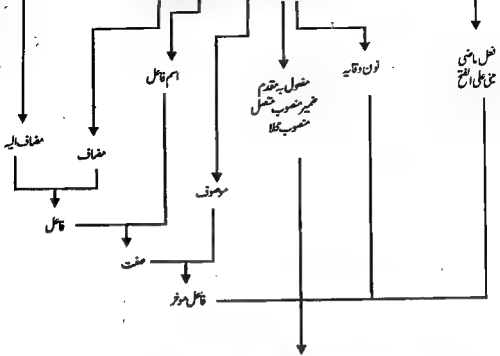 فعل ماضی
مبنی علی الفتح
نون وقایہ
مفعول بہ مقدم
ضمیر منصوب متصل
منصوب محلا
اسم فاعل
مضاف
مضاف الیہ
موصوف
فاعل
صفت
فاعل موخر